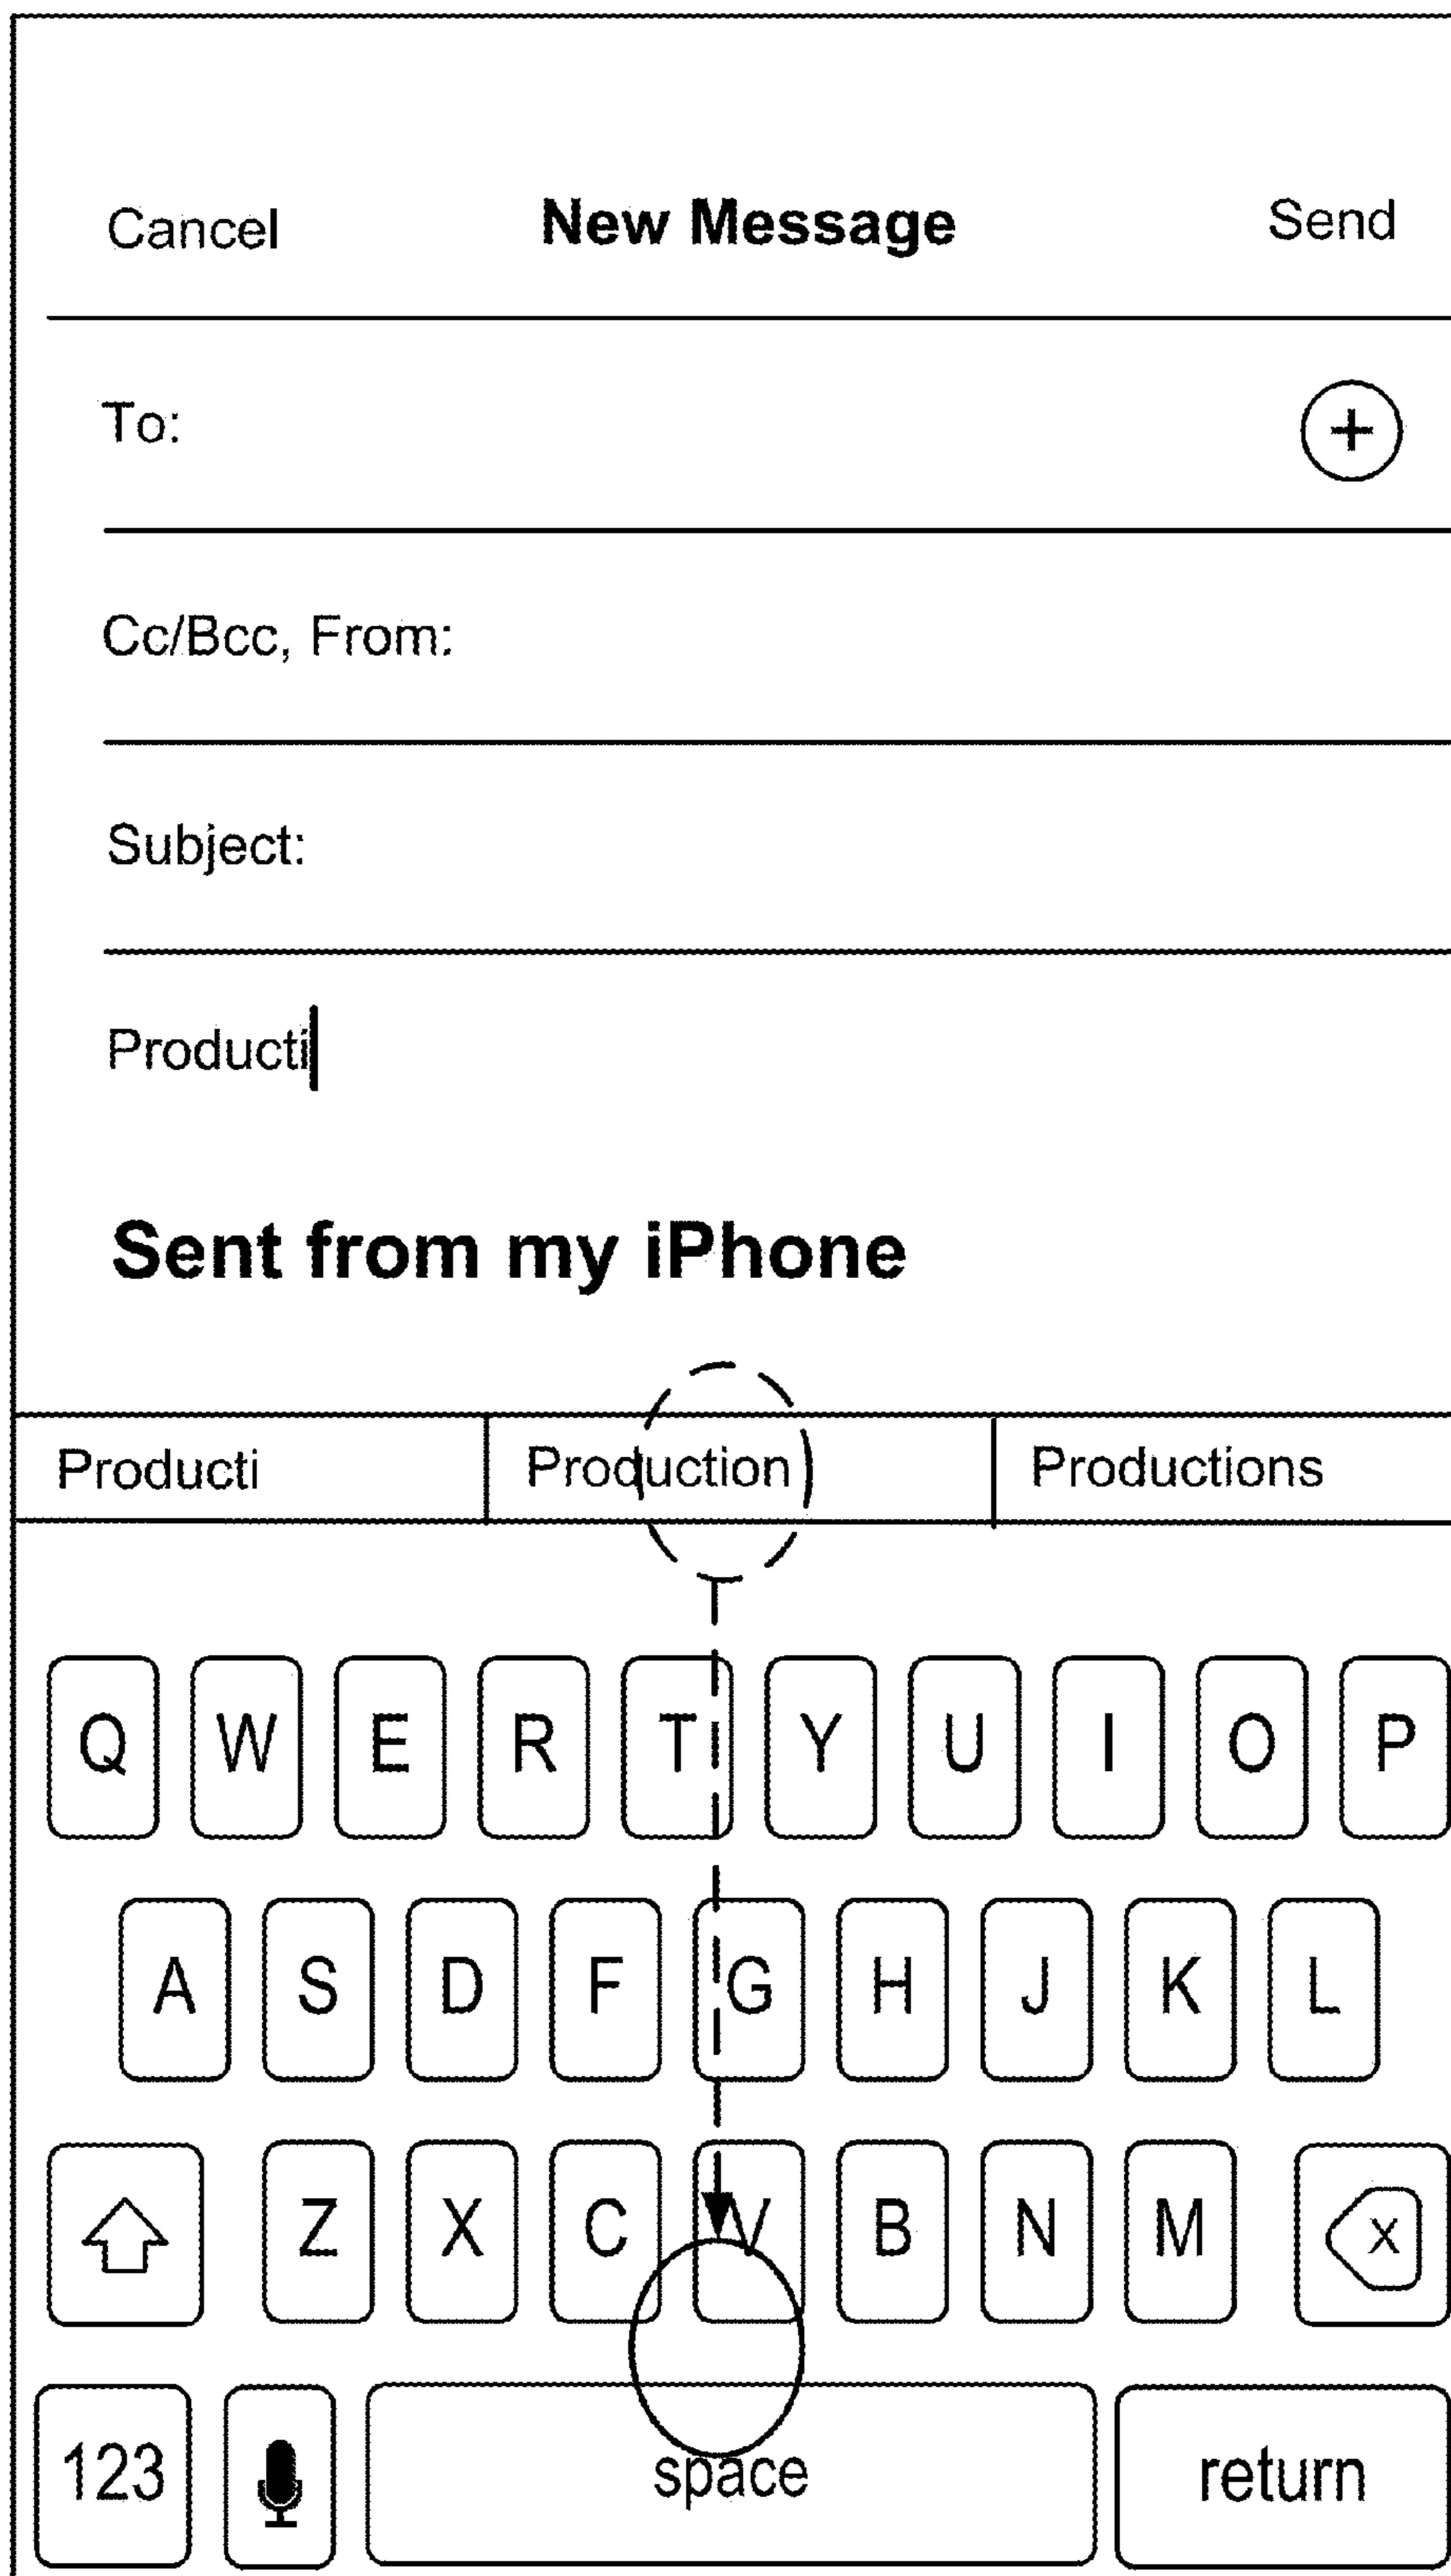 Cancel New Message Send
To: +
Cc/Bcc, From:
Subject:
Producti
Sent from my iPhone
Producti Production Productions
Q W E R T Y U I O P
A S D F G H J K L
Z X C V B N M X
123 space return